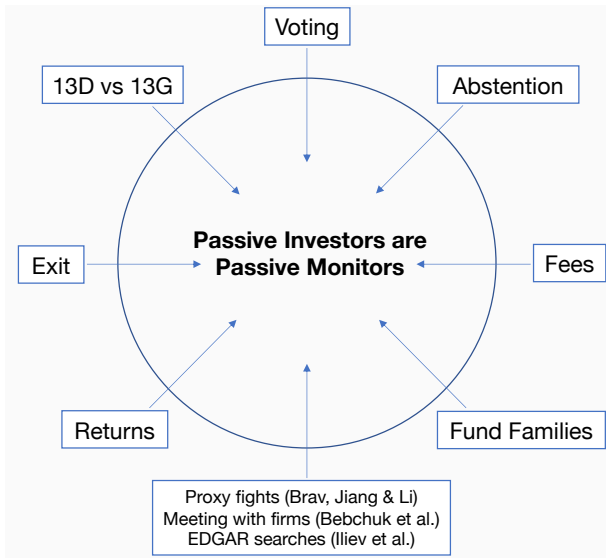 Voting
13D vs 13G
Abstention
Passive Investors are
Passive Monitors
Exit
Fees
Returns
Fund Families
Proxy fights (Brav, Jiang & Li)
Meeting with firms (Bebchuk et al.)
EDGAR searches (Iliev et al.)